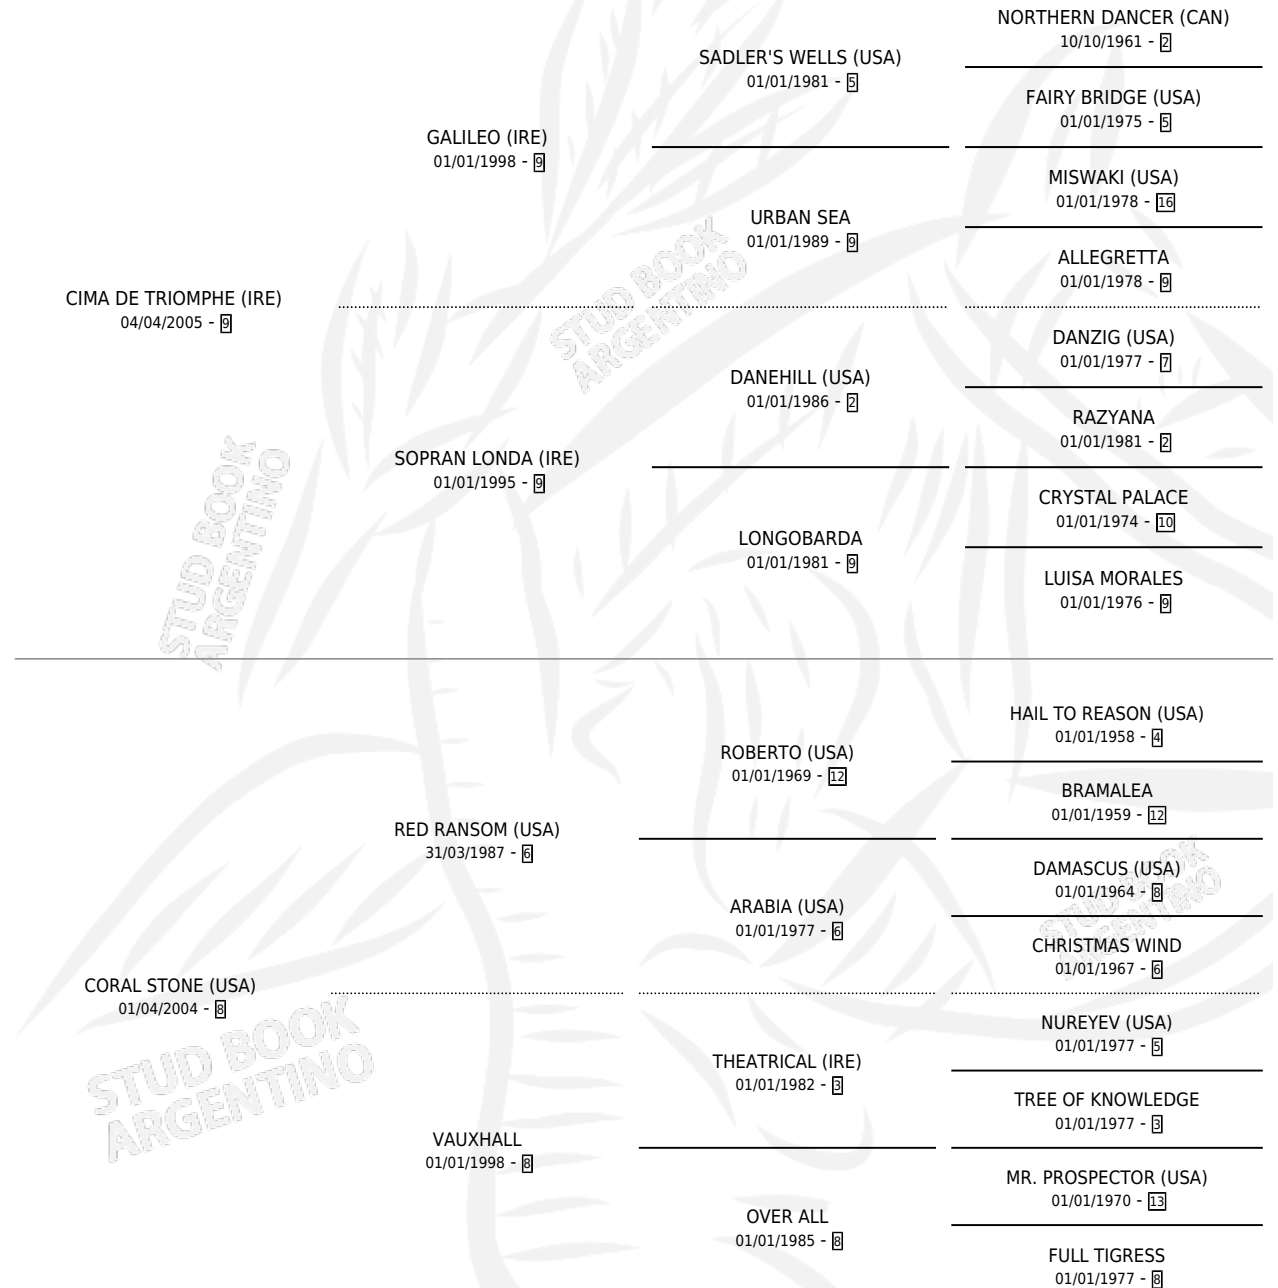 NORTHERN DANCER (CAN)
10/10/1961 - 2
SADLER'S WELLS (USA)
01/01/1981 - 5
FAIRY BRIDGE (USA)
01/01/1975 - 5
GALILEO (IRE)
01/01/1998 - 9
MISWAKI (USA)
01/01/1978 - 16
URBAN SEA
01/01/1989 - 9
ALLEGRETTA
01/01/1978 - 9
CIMA DE TRIOMPHE (IRE)
04/04/2005 - 9
DANZIG (USA)
01/01/1977 - 7
DANEHILL (USA)
01/01/1986 - 2
RAZYANA
01/01/1981 - 2
SOPRAN LONDA (IRE)
01/01/1995 - 9
CRYSTAL PALACE
01/01/1974 - 10
LONGOBARDA
01/01/1981 - 9
LUISA MORALES
01/01/1976 - 9
HAIL TO REASON (USA)
01/01/1958 - 4
ROBERTO (USA)
01/01/1969 - 12
BRAMALEA
01/01/1959 - 12
RED RANSOM (USA)
31/03/1987 - 6
DAMASCUS (USA)
01/01/1964 - 8
ARABIA (USA)
01/01/1977 - 6
CHRISTMAS WIND
01/01/1967 - 6
CORAL STONE (USA)
01/04/2004 - 8
NUREYEV (USA)
01/01/1977 - 5
THEATRICAL (IRE)
01/01/1982 - 3
TREE OF KNOWLEDGE
01/01/1977 - 3
VAUXHALL
01/01/1998 - 8
MR. PROSPECTOR (USA)
01/01/1970 - 13
OVER ALL
01/01/1985 - 8
FULL TIGRESS
01/01/1977 - 8
STUD BOOK
ARGENTINO
STUD BOOK
ARGENTINO
STUD BOOK
ARGENTINO
STUD BOOK
ARGENTINO